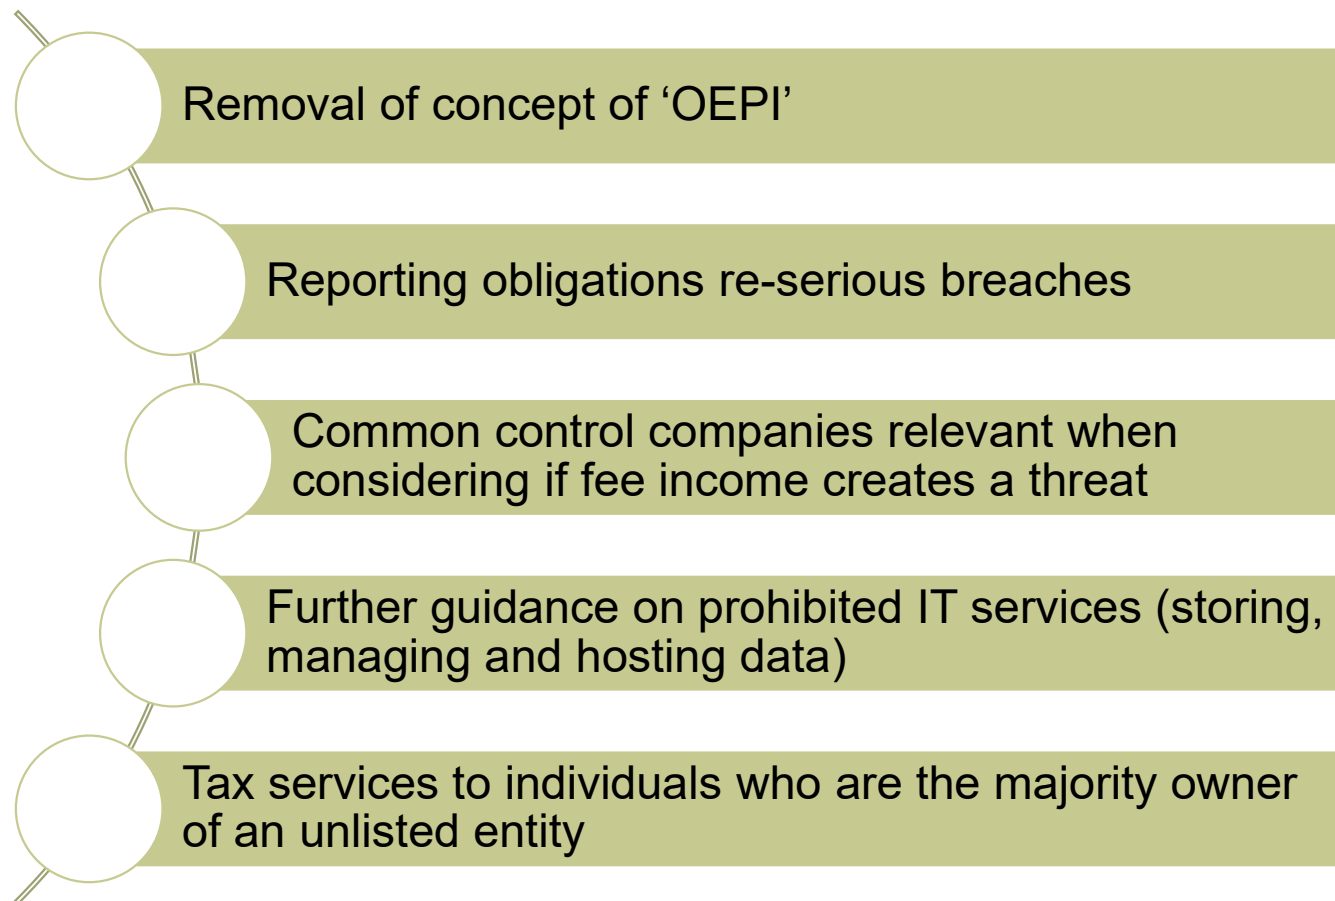 Removal of concept of ‘OEPI’
Reporting obligations re-serious breaches
Common control companies relevant when
considering if fee income creates a threat
Further guidance on prohibited IT services (storing,
managing and hosting data)
Tax services to individuals who are the majority owner
of an unlisted entity